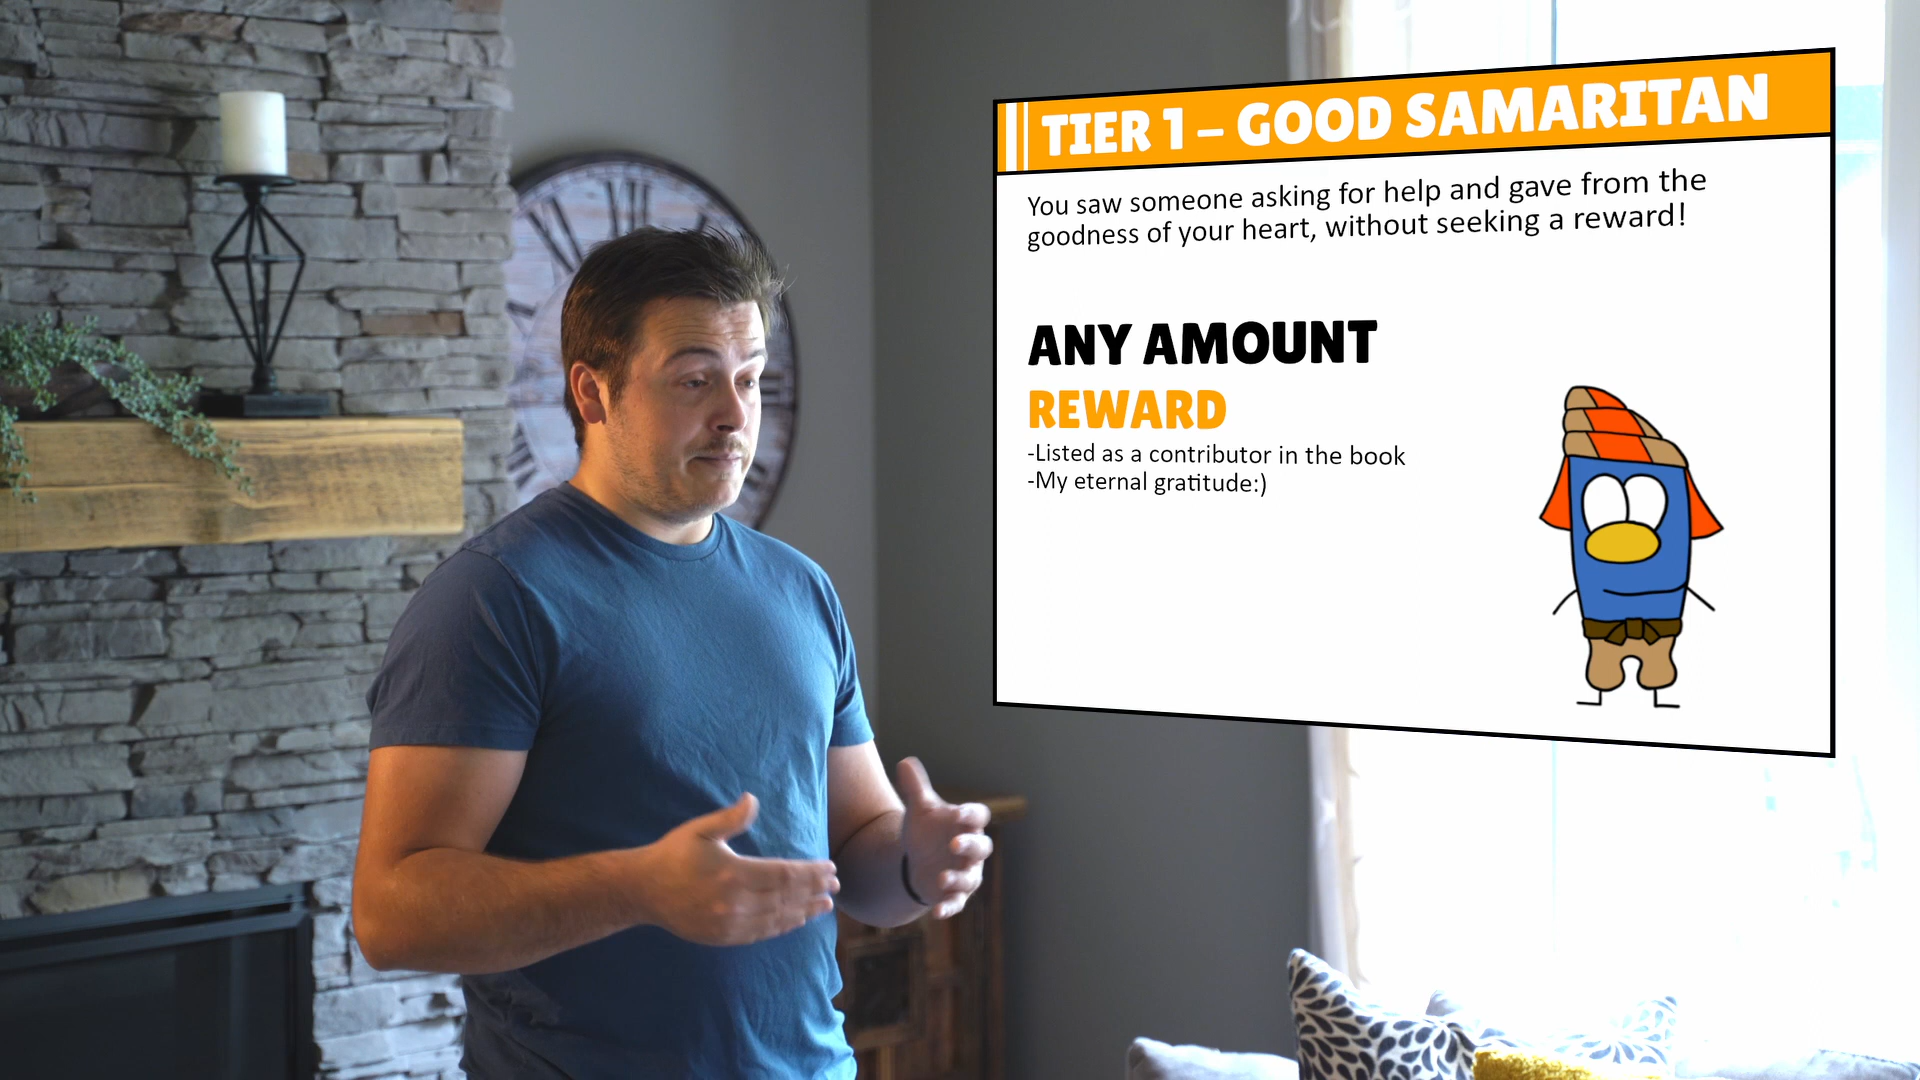 TIER 1 – GOOD SAMARITAN
You saw someone asking for help and gave from the
goodness of your heart, without seeking a reward!
ANY AMOUNT
REWARD
-Listed as a contributor in the book
-My eternal gratitude:)